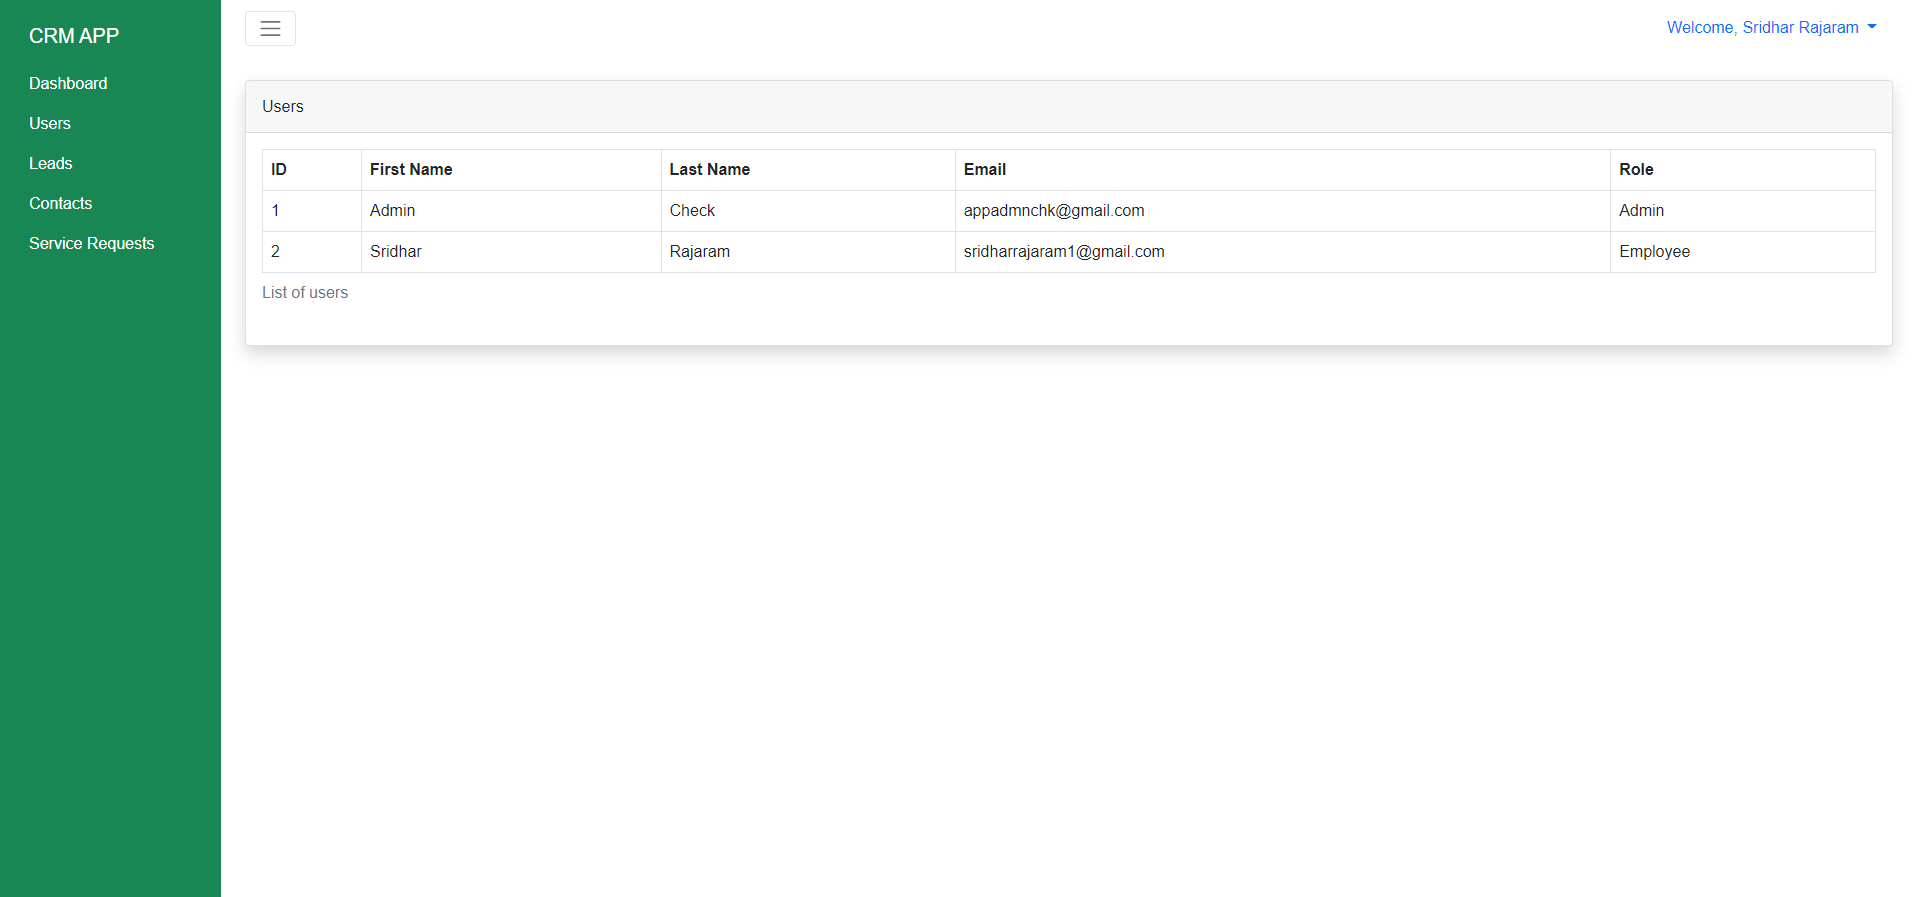 CRM APP
Dashboard
Users
Leads
Contacts
Service Requests
Welcome, Sridhar Rajaram
Users
ID First Name Last Name Email Role
1 Admin Check appadmnchk@gmail.com Admin
2 Sridhar Rajaram sridharrajaram1@gmail.com Employee
List of users